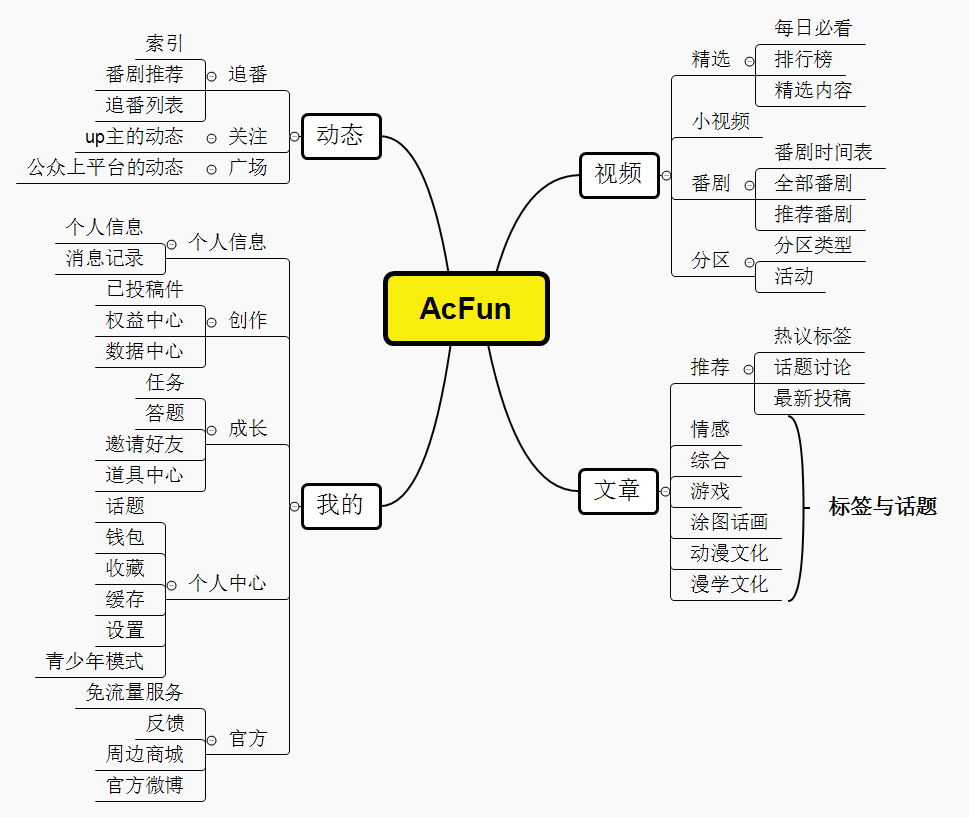 AcFun
视频
精选
每日必看
排行榜
精选内容
小视频
番剧
番剧时间表
全部番剧
推荐番剧
分区
分区类型
活动
文章
推荐
热议标签
话题讨论
最新投稿
情感
综合
游戏
涂图话画
动漫文化
漫学文化
标签与话题
动态
追番
索引
番剧推荐
追番列表
关注
up主的动态
广场
公众上平台的动态
我的
个人信息
个人信息
消息记录
创作
已投稿件
权益中心
数据中心
成长
任务
答题
邀请好友
道具中心
个人中心
话题
钱包
收藏
缓存
设置
青少年模式
官方
免流量服务
反馈
周边商城
官方微博